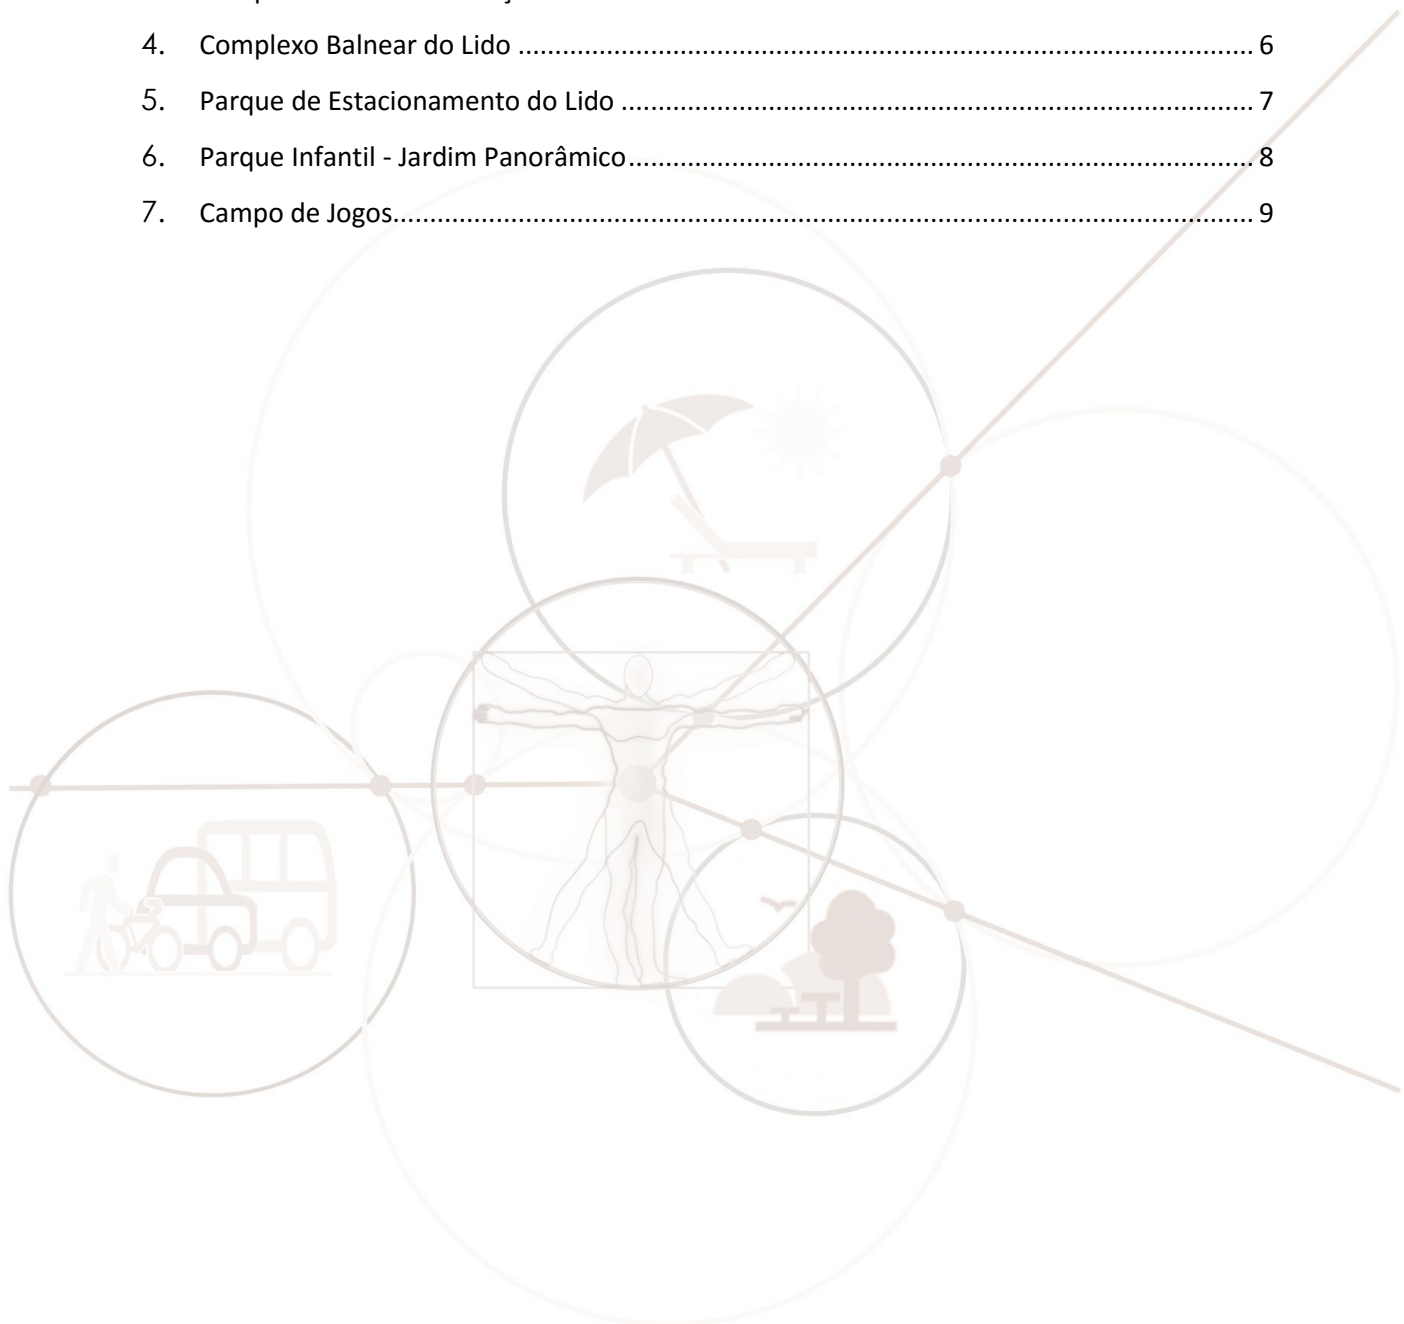 4. Complexo Balnear do Lido .......................................................................................... 6
5. Parque de Estacionamento do Lido .......................................................................................... 7
6. Parque Infantil - Jardim Panorâmico .......................................................................................... 8
7. Campo de Jogos .......................................................................................... 9